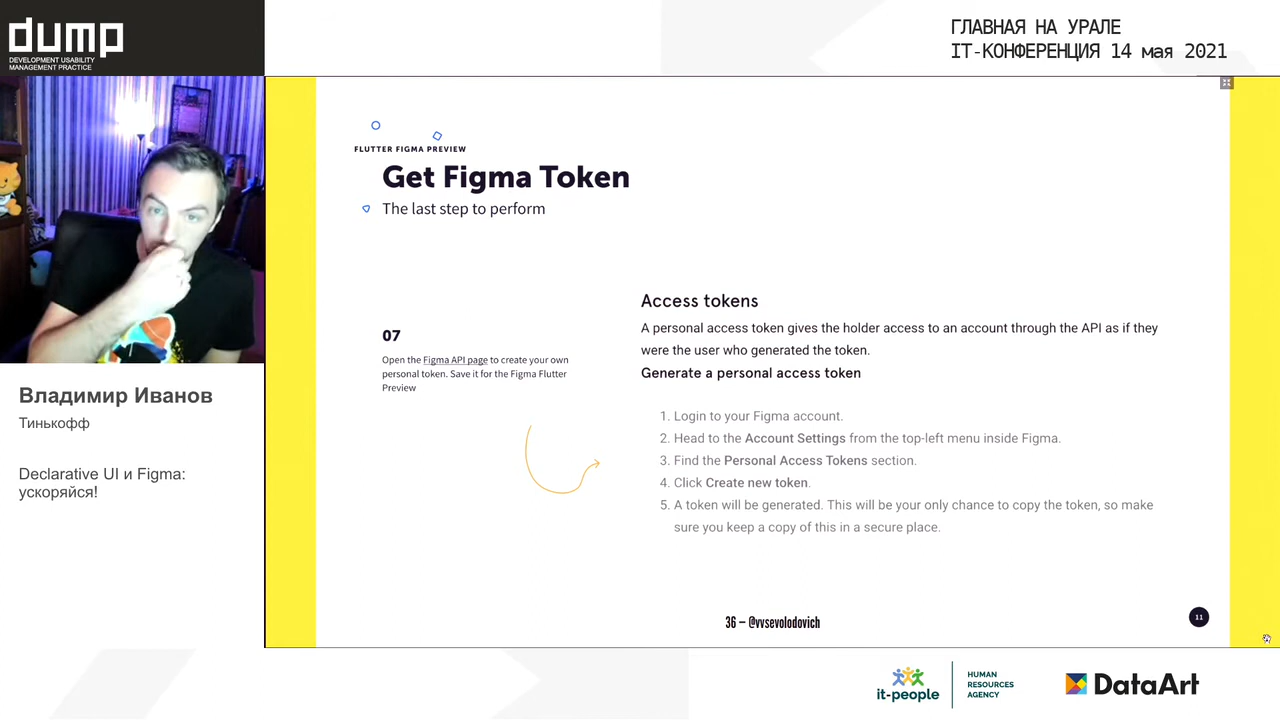 dump
DEVELOPMENT USABILITY
MANAGEMENT PRACTICE
ГЛАВНАЯ НА УРАЛЕ
IT-КОНФЕРЕНЦИЯ 14 мая 2021
FLUTTER FIGMA PREVIEW
Get Figma Token
The last step to perform
07
Open the Figma API page to create your own
personal token. Save it for the Figma Flutter
Preview
Access tokens
A personal access token gives the holder access to an account through the API as if they
were the user who generated the token.
Generate a personal access token
1. Login to your Figma account.
2. Head to the Account Settings from the top-left menu inside Figma.
3. Find the Personal Access Tokens section.
4. Click Create new token.
5. A token will be generated. This will be your only chance to copy the token, so make
sure you keep a copy of this in a secure place.
36 – @vvsevolodovich
11
Владимир Иванов
Тинькофф
Declarative UI и Figma:
ускоряйся!
it-people
HUMAN
RESOURCES
AGENCY
DataArt